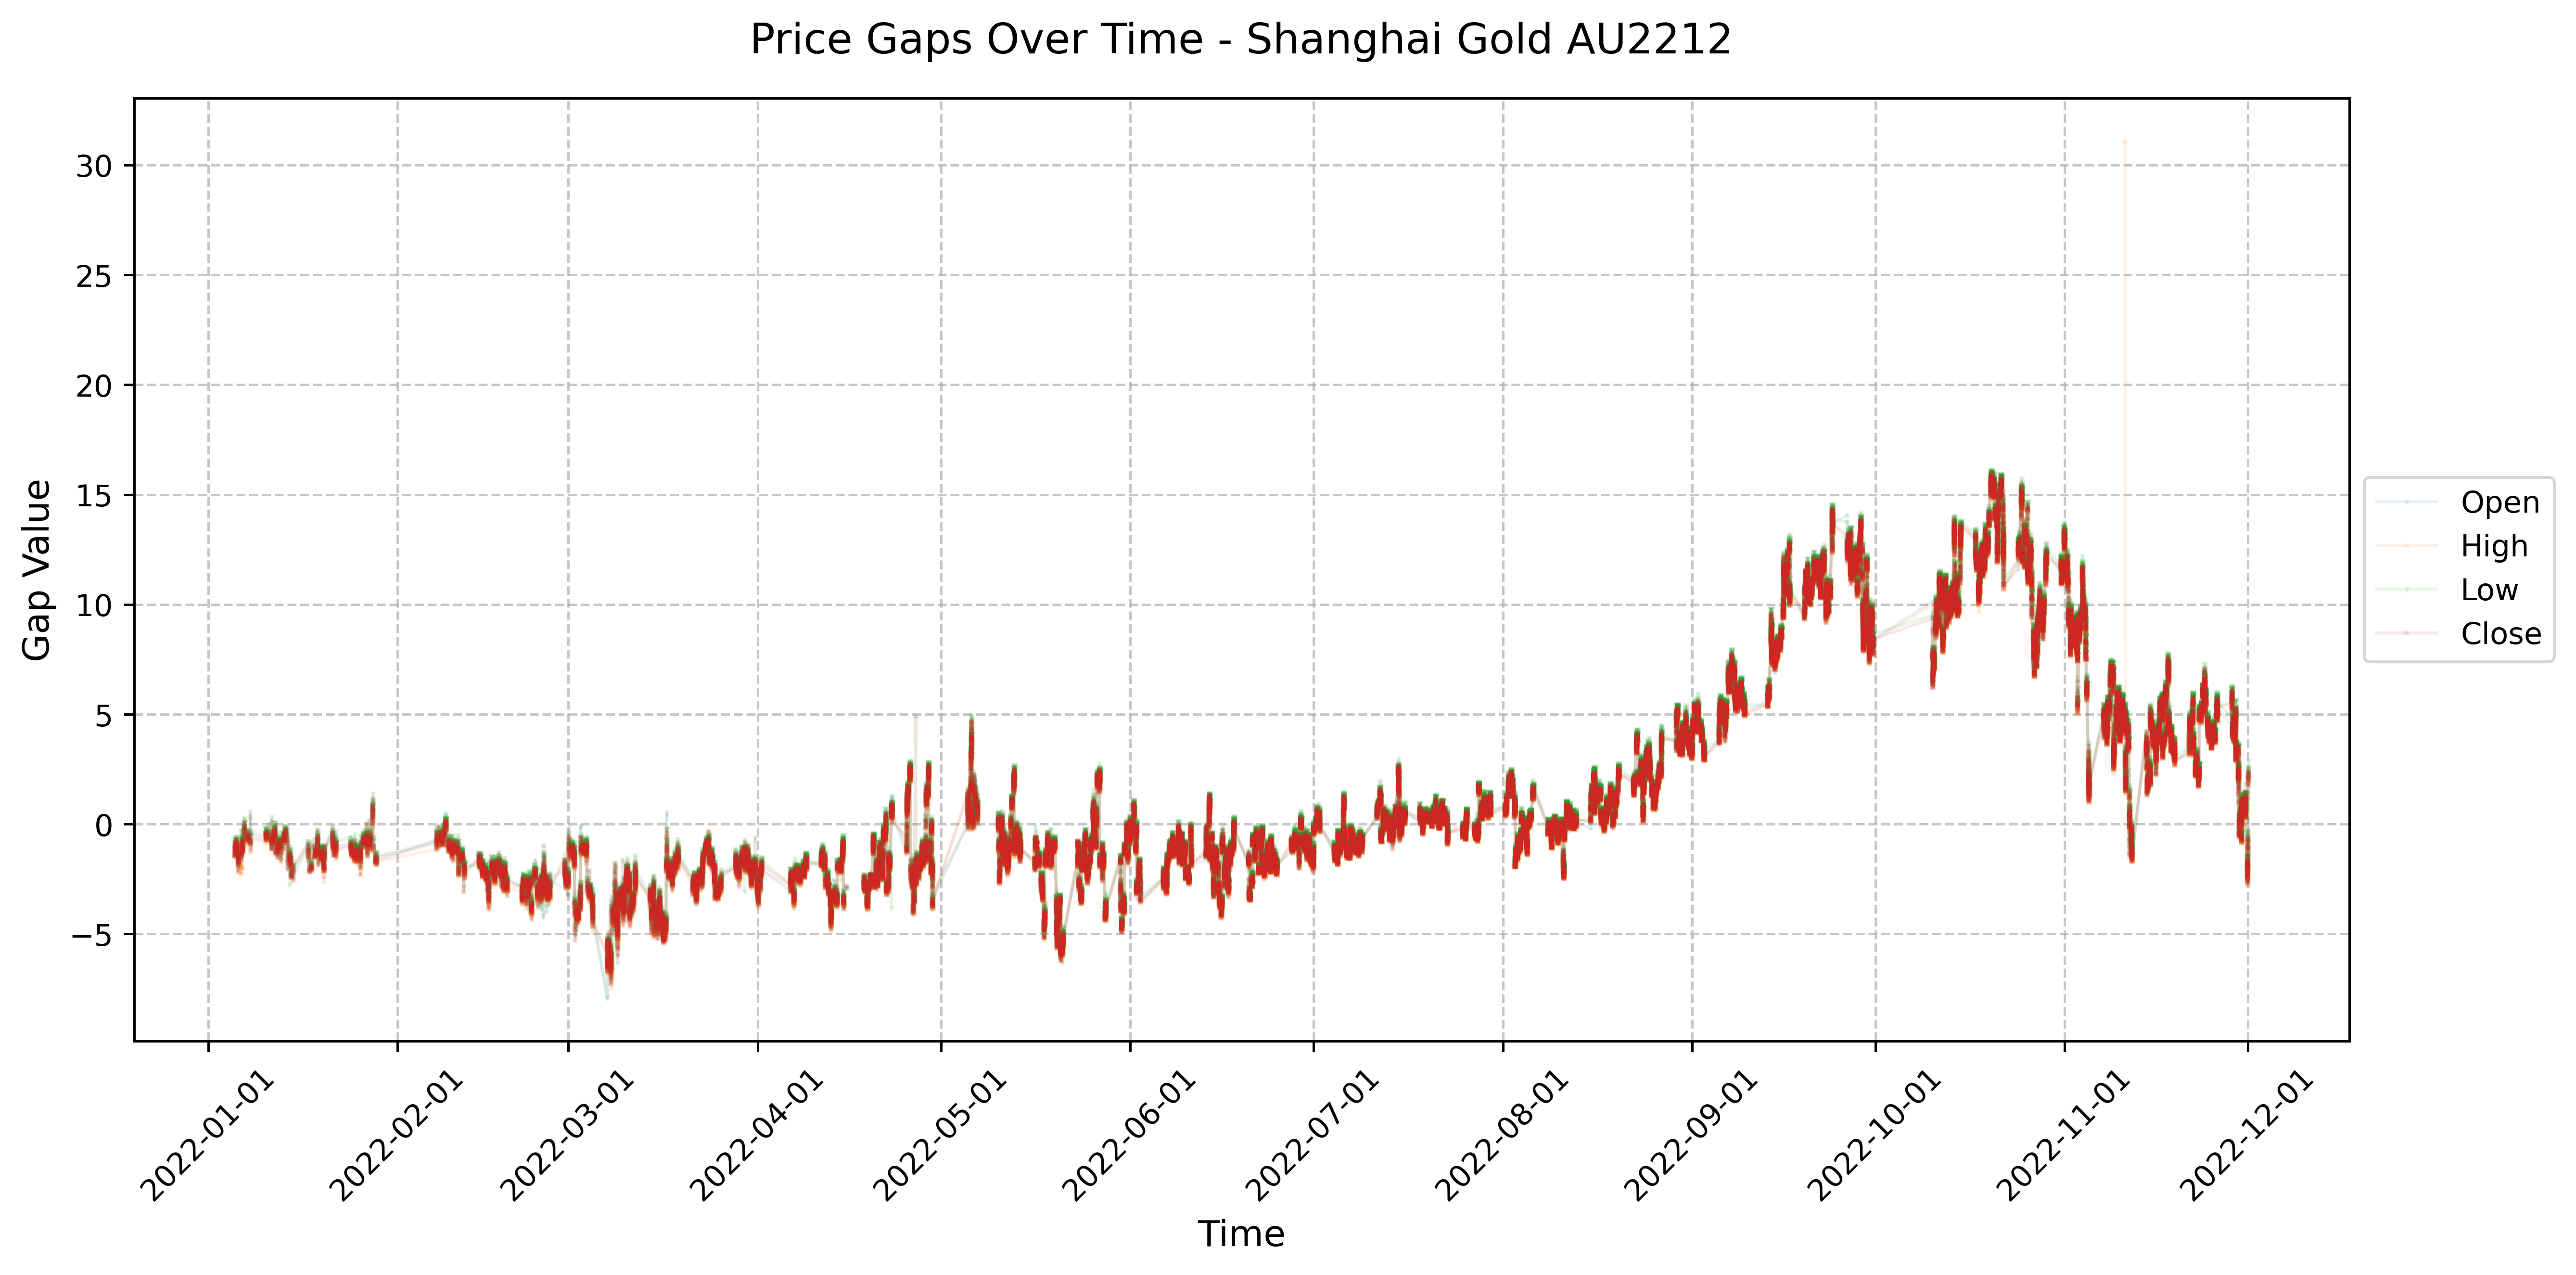 Price Gaps Over Time - Shanghai Gold AU2212
Gap Value
30
25
20
15
10
5
0
−5
Open
High
Low
Close
2022-01-01
2022-02-01
2022-03-01
2022-04-01
2022-05-01
2022-06-01
2022-07-01
2022-08-01
2022-09-01
2022-10-01
2022-11-01
2022-12-01
Time